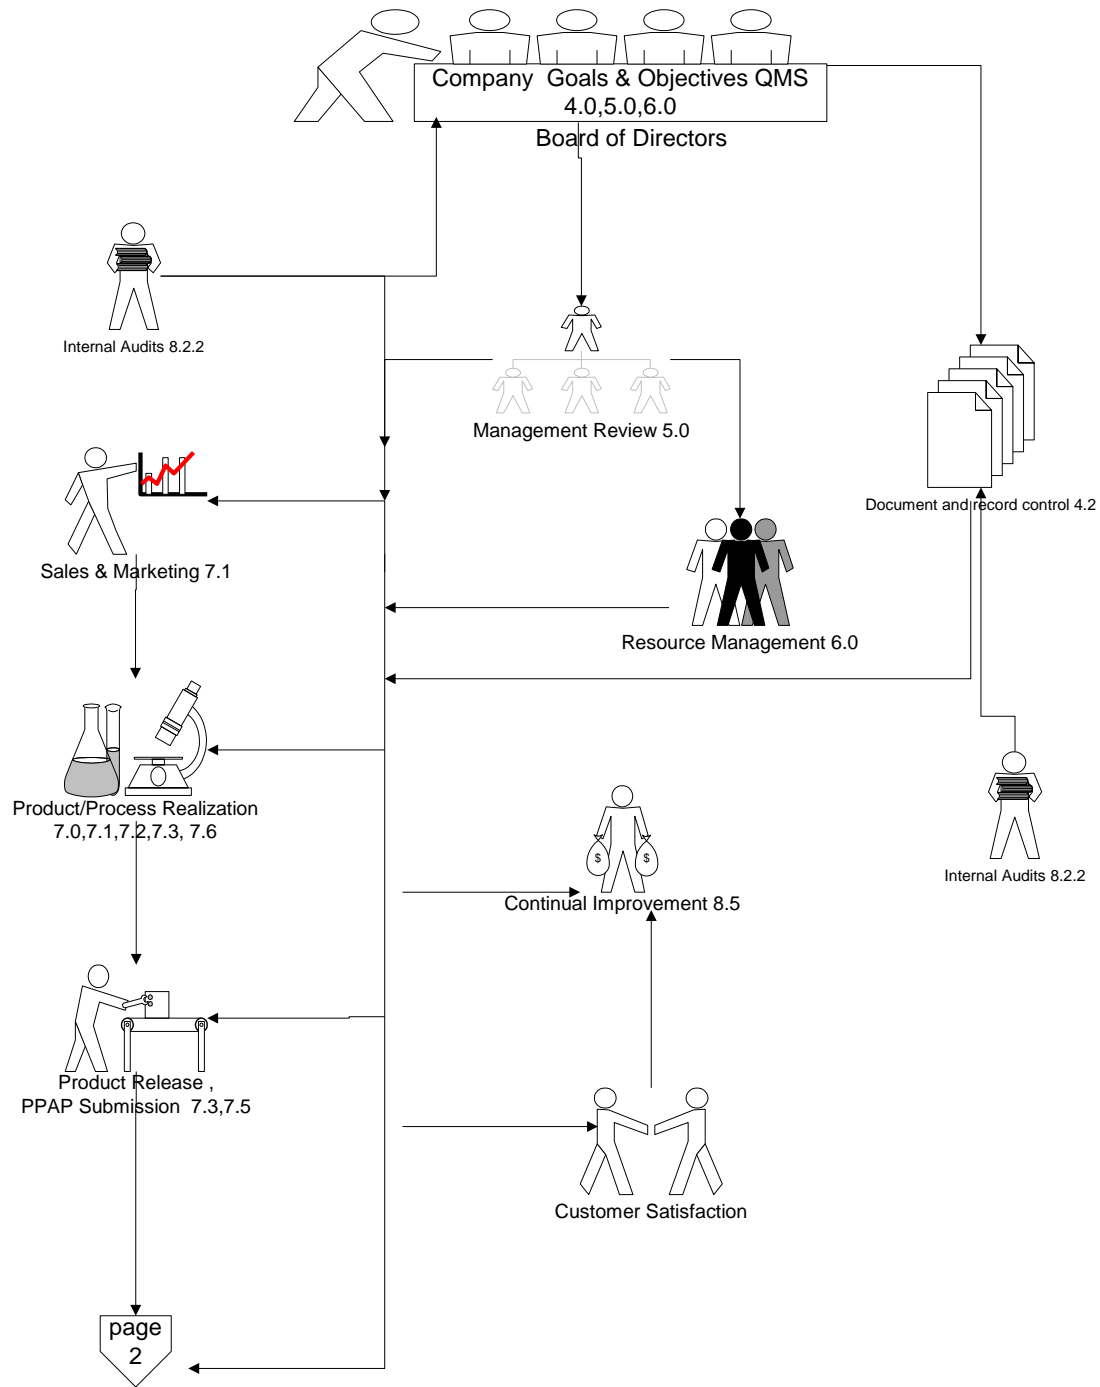 Company Goals & Objectives QMS
4.0,5.0,6.0
Board of Directors
Internal Audits 8.2.2
Management Review 5.0
Document and record control 4.2
Sales & Marketing 7.1
Resource Management 6.0
Product/Process Realization
7.0,7.1,7.2,7.3, 7.6
$ $
Continual Improvement 8.5
Internal Audits 8.2.2
Product Release ,
PPAP Submission 7.3,7.5
Customer Satisfaction
page
2